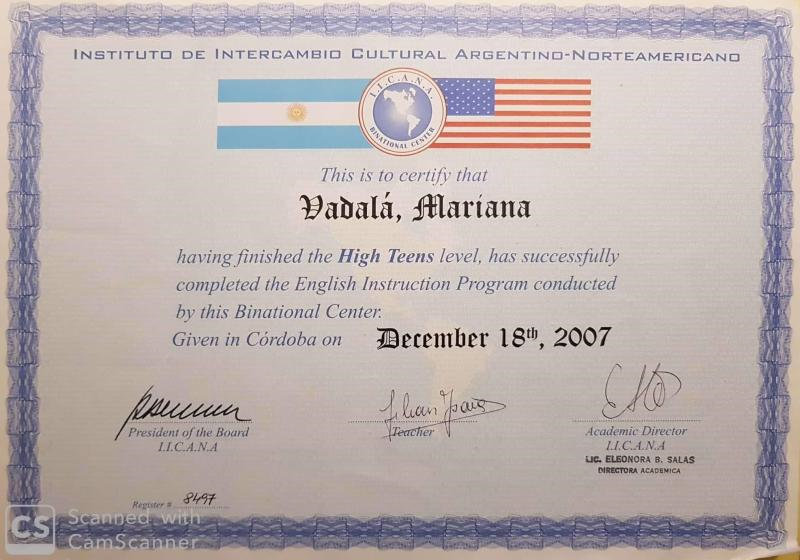 INSTITUTO DE INTERCAMBIO CULTURAL ARGENTINO-NORTEAMERICANO
I.I.C.A.N.A.
BINATIONAL CENTER
This is to certify that
Vadalá, Mariana
having finished the High Teens level, has successfully
completed the English Instruction Program conducted
by this Binational Center.
Given in Córdoba on December 18th, 2007
President of the Board
I.I.C.A.N.A
Teacher
Academic Director
I.I.C.A.N.A
LIC. ELEONORA B. SALAS
DIRECTORA ACADEMICA
Register # 8497
CS Scanned with
CamScanner